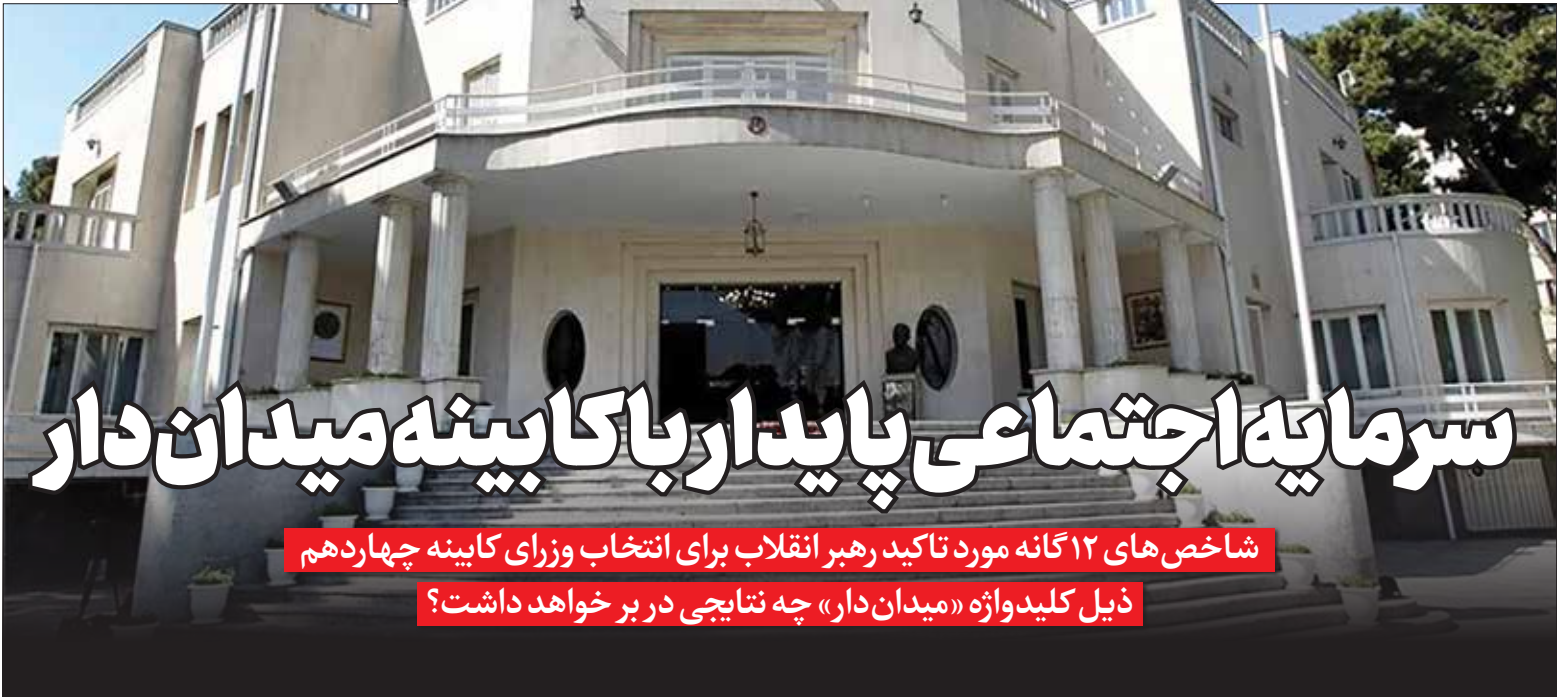 سرمایه اجتماعی پایدار با کابینه میدان‌دار
شاخص‌های ۱۲ گانه مورد تاکید رهبر انقلاب برای انتخاب وزرای کابینه چهاردهم
ذیل کلیدواژه «میدان‌دار» چه نتایجی در بر خواهد داشت؟